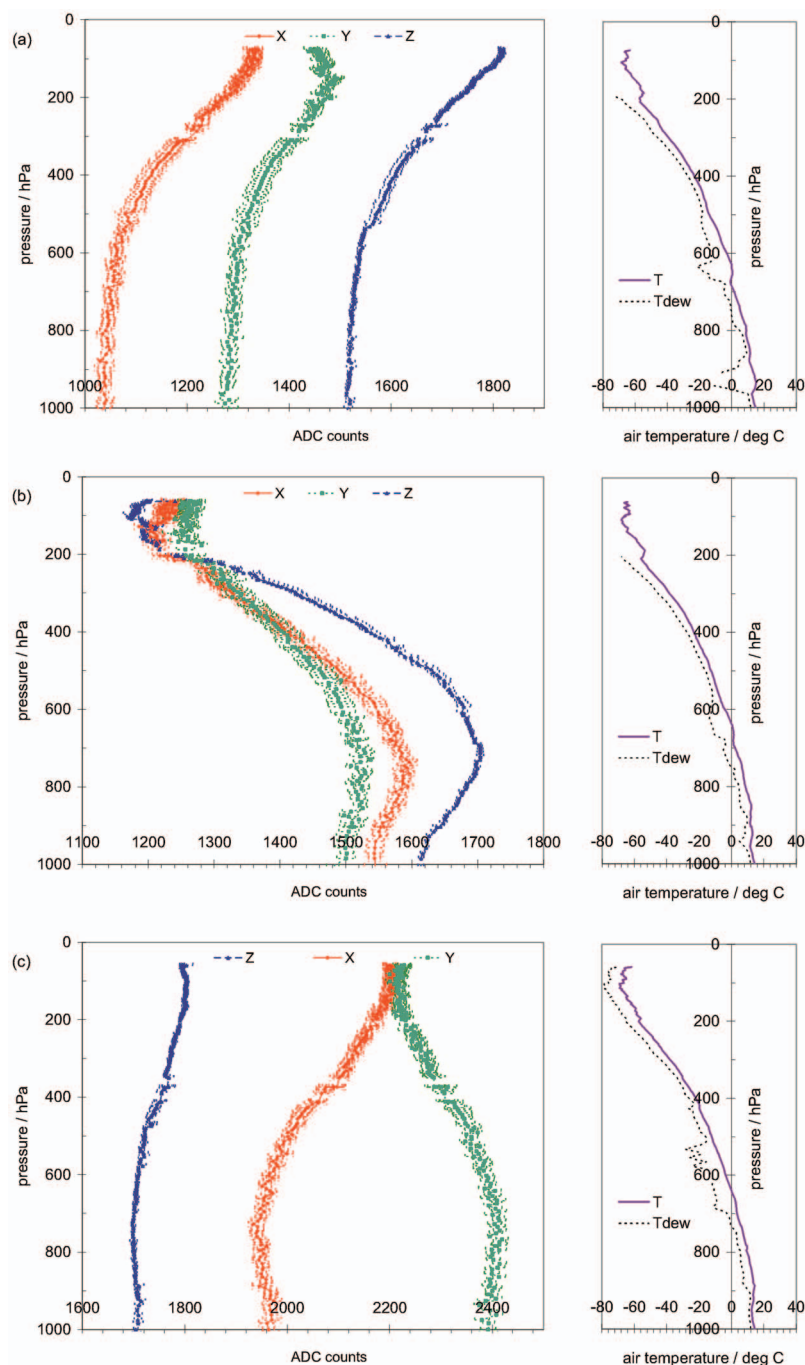 (a)
0
X Y Z
200
400
600
800
1000
pressure / hPa
1000 1200 1400 1600 1800
ADC counts
0
200
400
600
800
1000
pressure / hPa
T
Tdew
-80 -60 -40 -20 0 20 40
air temperature / deg C
(b)
0
X Y Z
200
400
600
800
1000
pressure / hPa
1100 1200 1300 1400 1500 1600 1700 1800
ADC counts
0
200
400
600
800
1000
pressure / hPa
T
Tdew
-80 -60 -40 -20 0 20 40
air temperature / deg C
(c)
0
Z X Y
200
400
600
800
1000
pressure / hPa
1600 1800 2000 2200 2400
ADC counts
0
200
400
600
800
1000
pressure / hPa
T
Tdew
-80 -60 -40 -20 0 20 40
air temperature / deg C